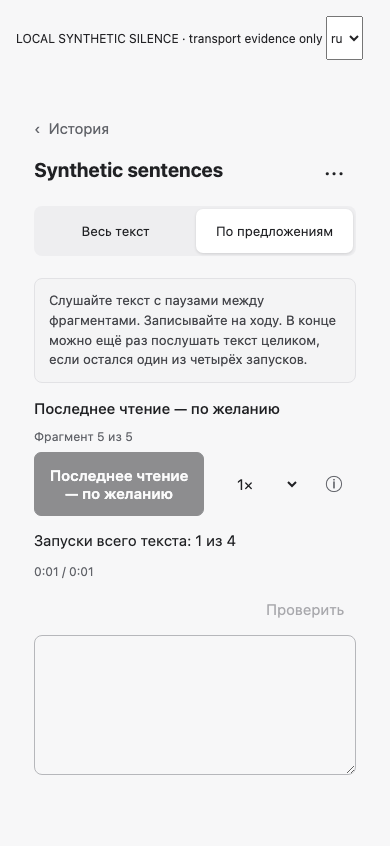 LOCAL SYNTHETIC SILENCE · transport evidence only ru
‹ История
Synthetic sentences
...
Весь текст
По предложениям
Слушайте текст с паузами между
фрагментами. Записывайте на ходу. В конце
можно ещё раз послушать текст целиком,
если остался один из четырёх запусков.
Последнее чтение — по желанию
Фрагмент 5 из 5
Последнее чтение
— по желанию
1×
ⓘ
Запуски всего текста: 1 из 4
0:01 / 0:01
Проверить